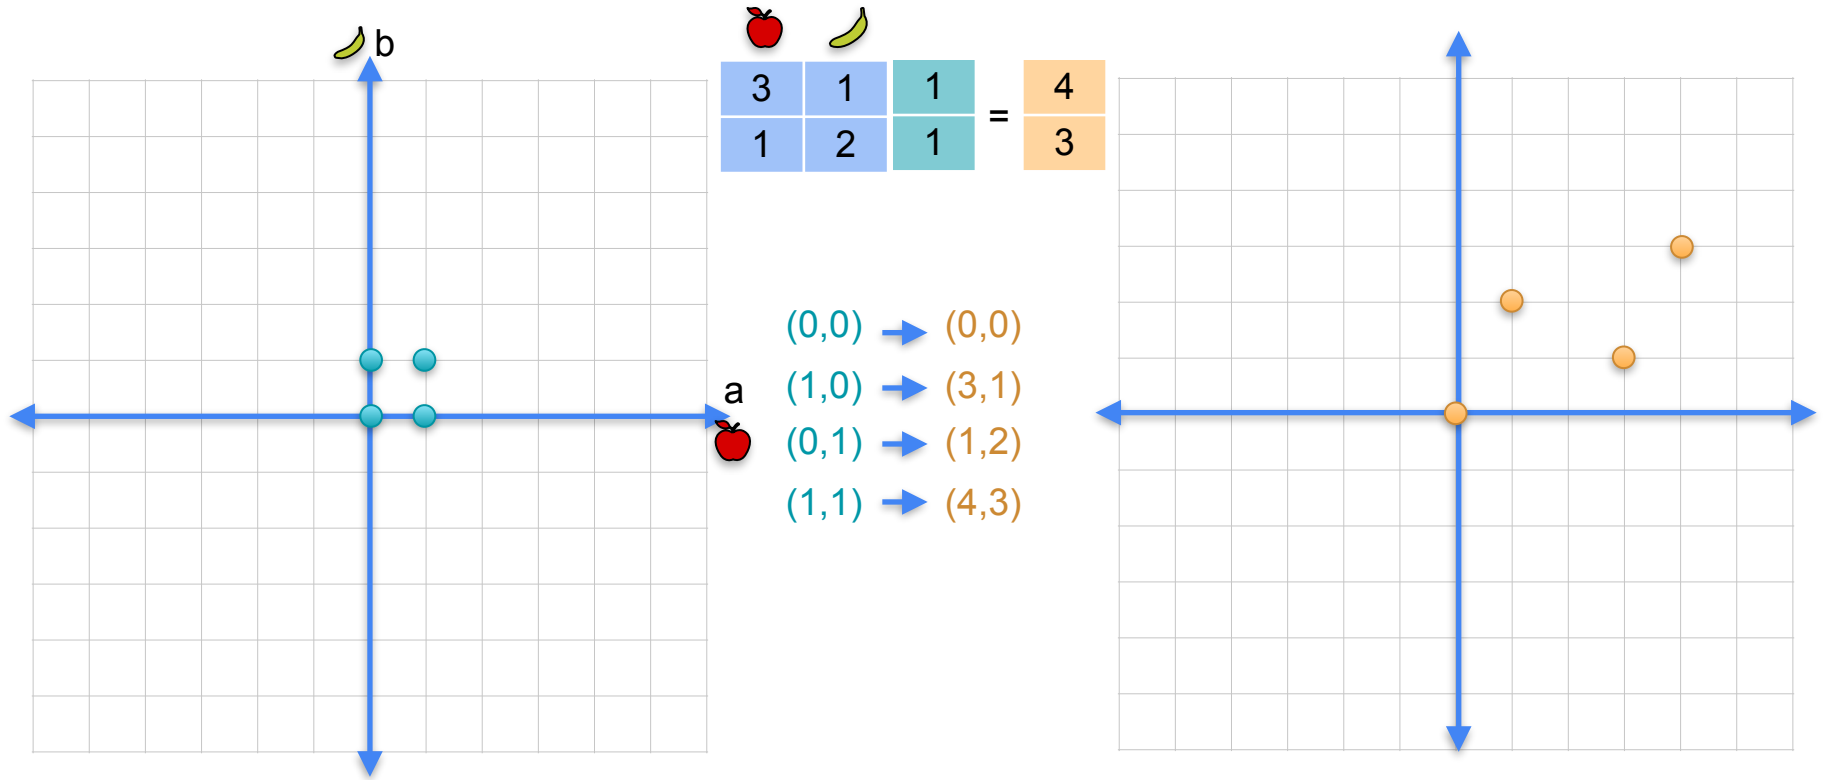 b
3 1 1 = 4
1 2 1 3
(0,0) (0,0)
a
(1,0) (3,1)
(0,1) (1,2)
(1,1) (4,3)